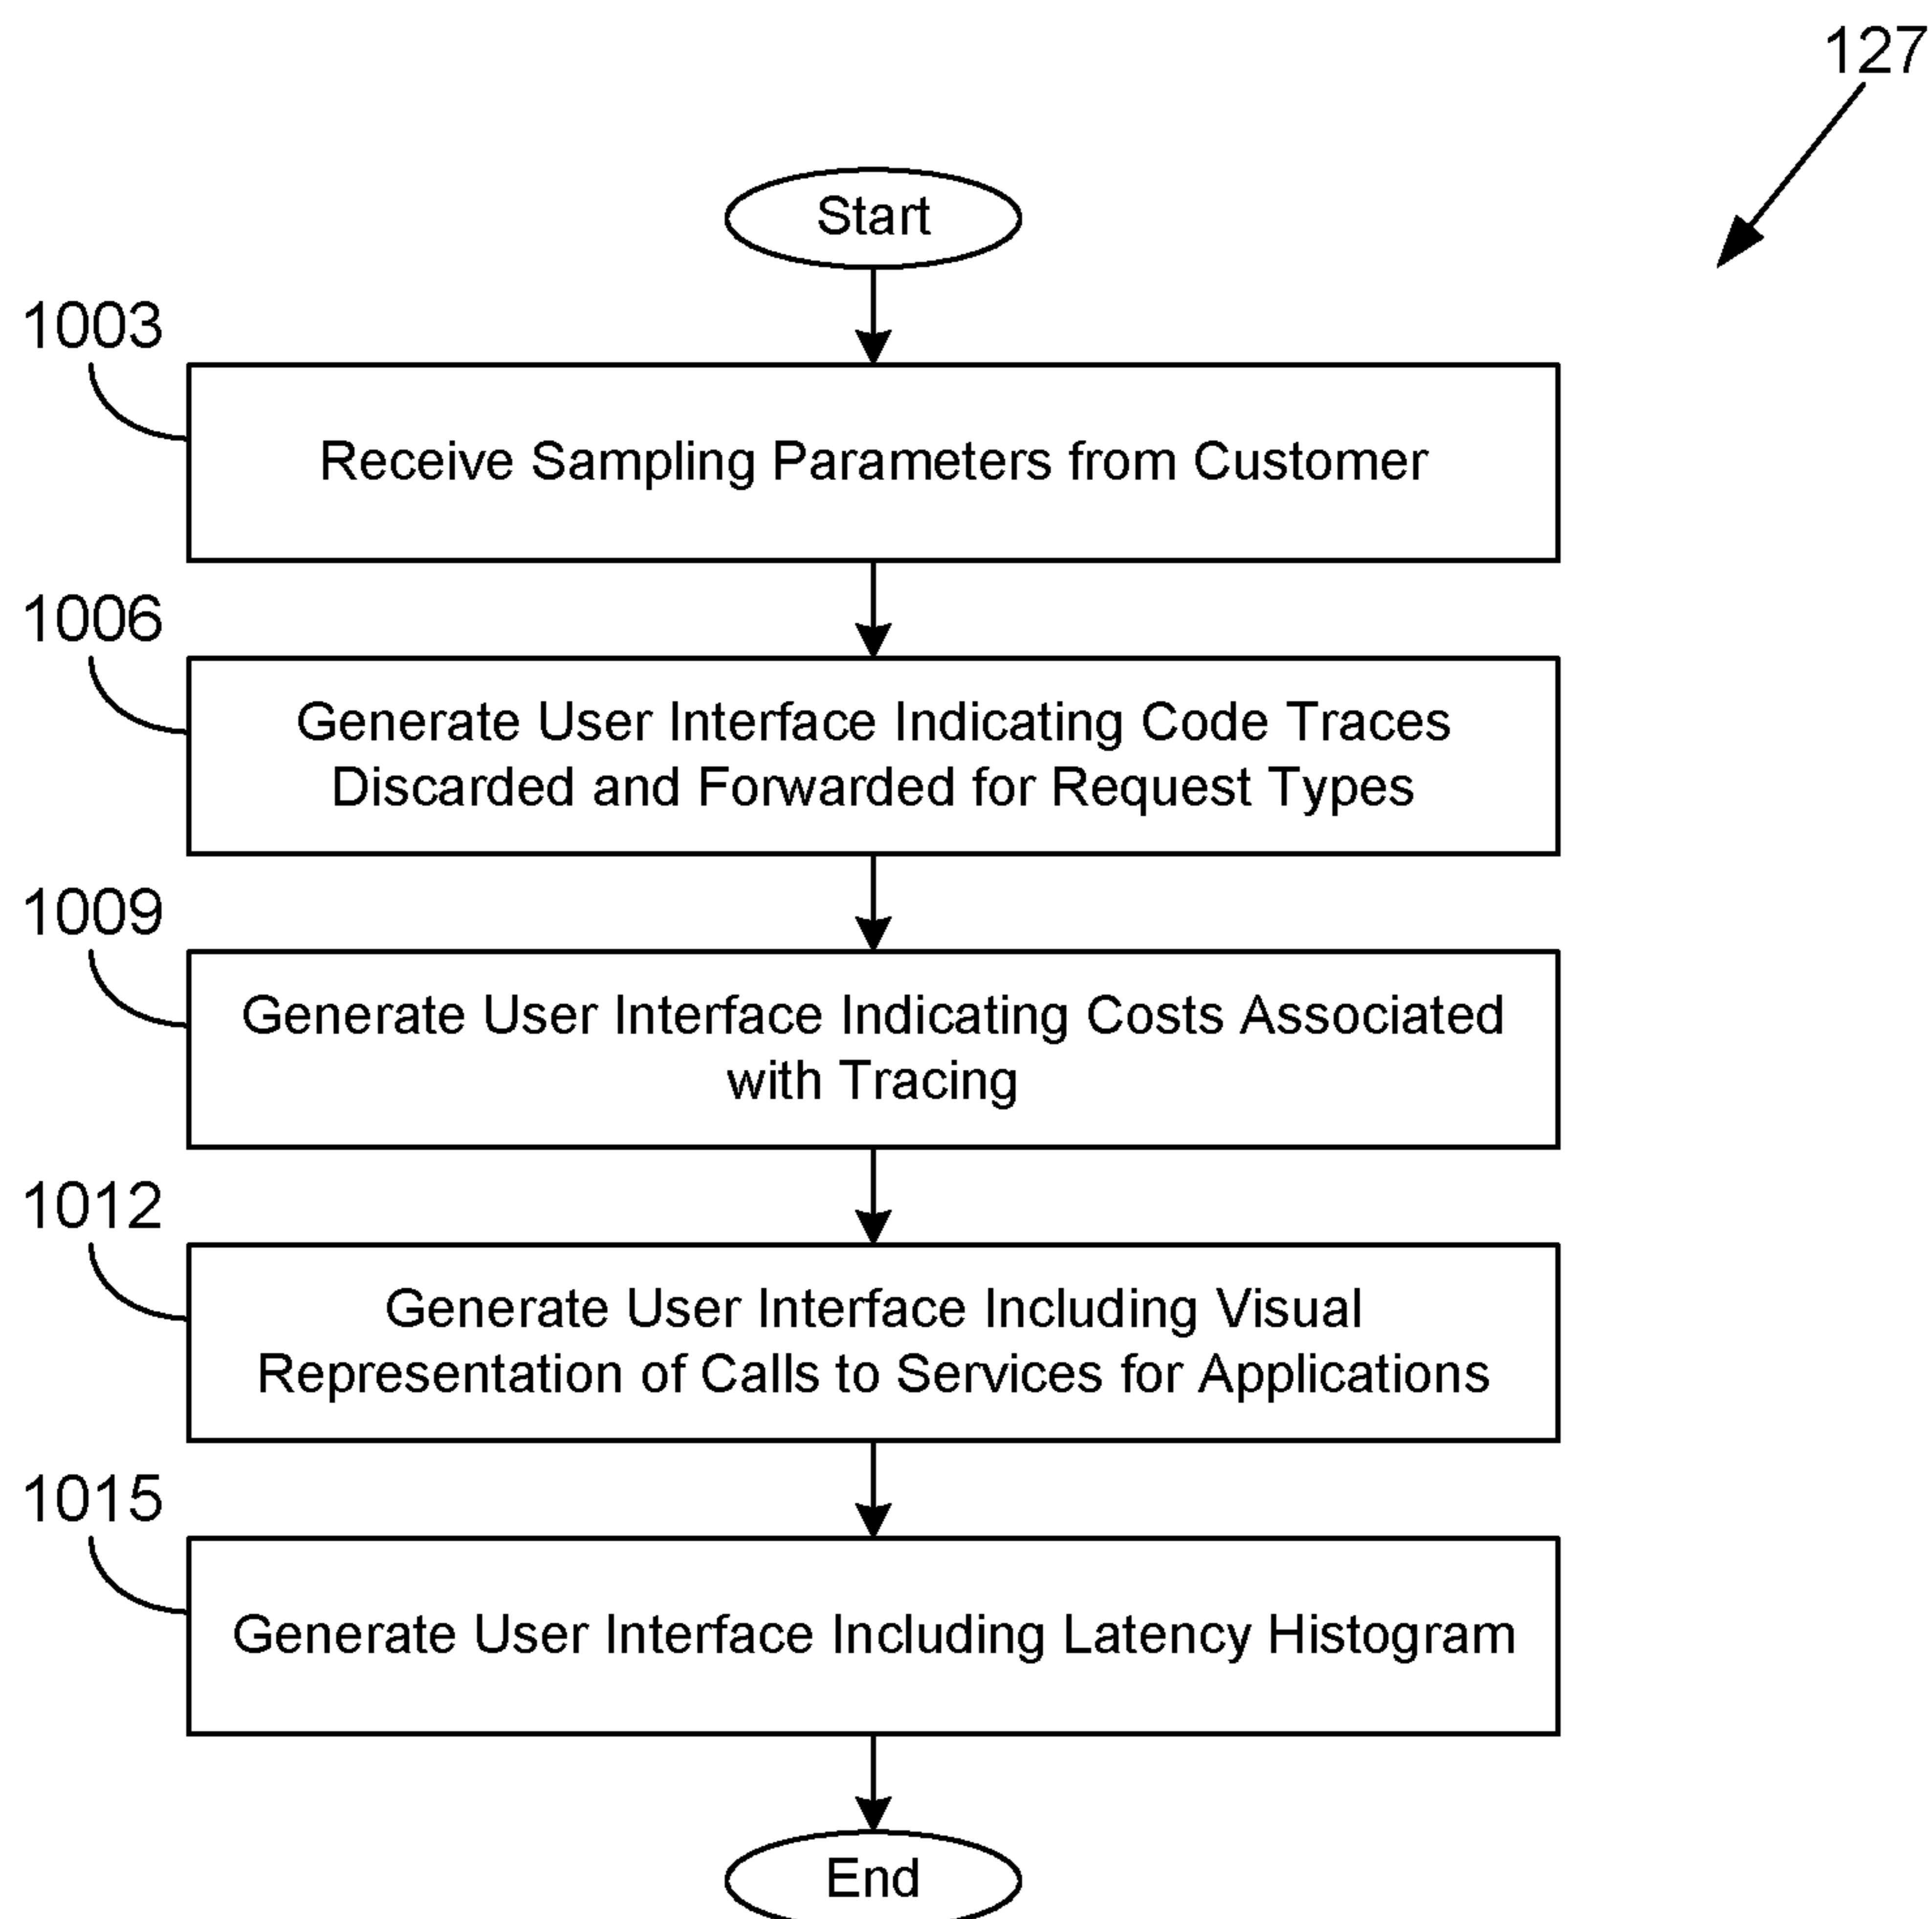 127
Start
1003
Receive Sampling Parameters from Customer
1006
Generate User Interface Indicating Code Traces
Discarded and Forwarded for Request Types
1009
Generate User Interface Indicating Costs Associated
with Tracing
1012
Generate User Interface Including Visual
Representation of Calls to Services for Applications
1015
Generate User Interface Including Latency Histogram
End